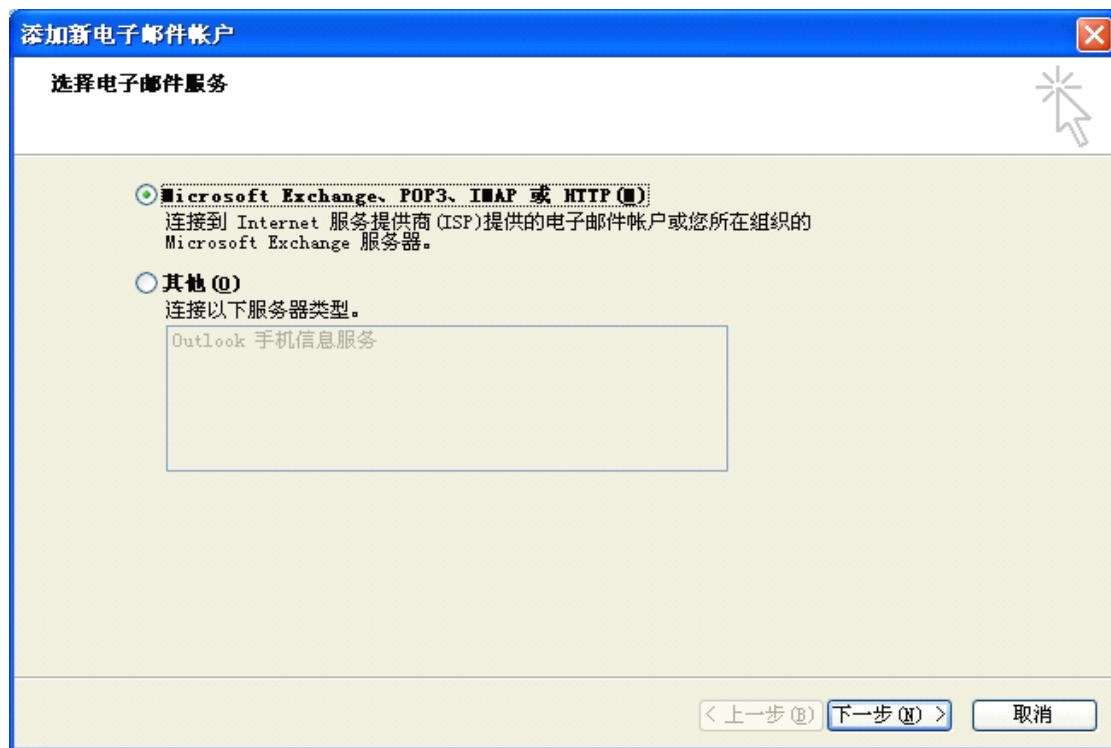 添加新电子邮件帐户
选择电子邮件服务
Microsoft Exchange、POP3、IMAP 或 HTTP(M)
连接到 Internet 服务提供商(ISP)提供的电子邮件帐户或您所在组织的
Microsoft Exchange 服务器。
其他(O)
连接以下服务器类型。
Outlook 手机信息服务
< 上一步(B)
下一步(N) >
取消